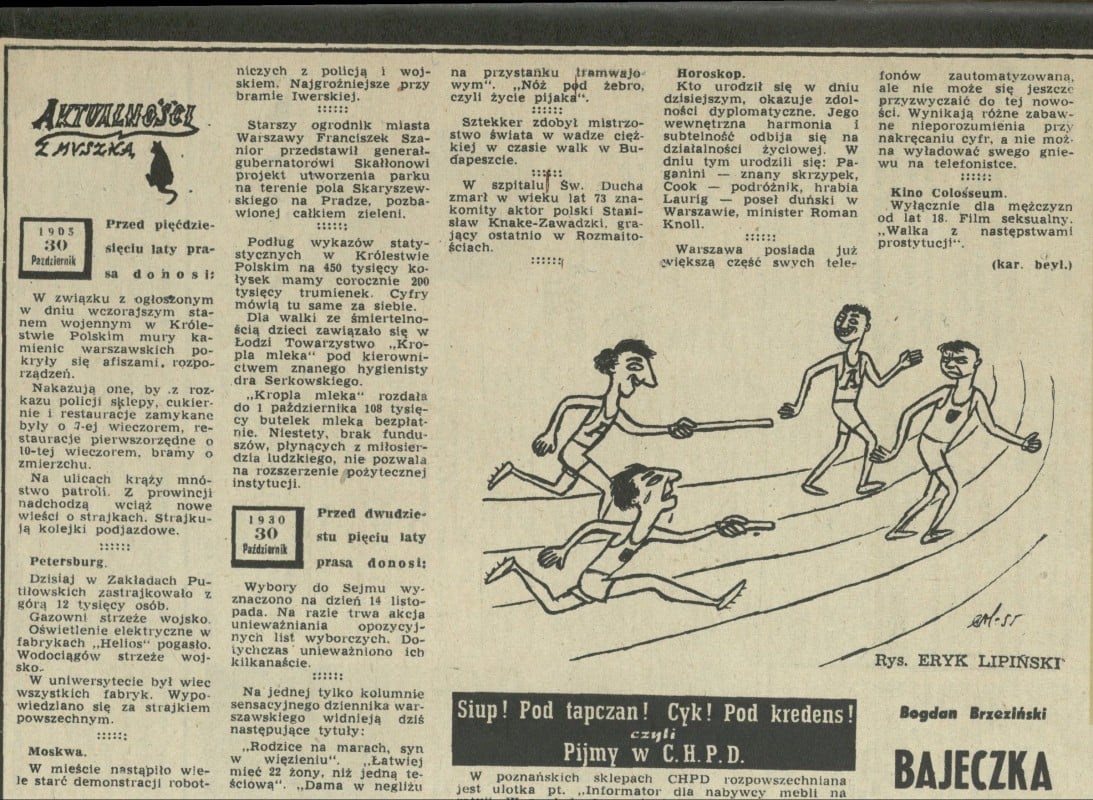 AKTUALNOŚCI
Z MYSZKĄ
1905
30
Październik
Przed pięćdzie-
sięciu laty pra-
sa donosi:
W związku z ogłoszonym
w dniu wczorajszym sta-
nem wojennym w Króle-
stwie Polskim mury ka-
mienic warszawskich po-
kryły się afiszami, rozpo-
rządzeń.
Nakazują one, by z roz-
kazu policji sklepy, cukier-
nie i restauracje zamykane
były o 7-ej wieczorem, re-
stauracje pierwszorzędne o
10-tej wieczorem, bramy o
zmierzchu.
Na ulicach krąży mnó-
stwo patroli. Z prowincji
nadchodzą wciąż nowe
wieści o strajkach. Strajku-
ją kolejki podjazdowe.
::::::
Petersburg.
Dzisiaj w Zakładach Pu-
tiłowskich zastrajkowało z
górą 12 tysięcy osób.
Gazowni strzeże wojsko.
Oświetlenie elektryczne w
fabrykach „Helios" pogasło.
Wodociągów strzeże woj-
sko.
W uniwersytecie był wiec
wszystkich fabryk. Wypo-
wiedziano się za strajkiem
powszechnym.
::::::
Moskwa.
W mieście nastąpiło wie-
le starć demonstracji robot-
niczych z policją i woj-
skiem. Najgroźniejsze przy
bramie Iwerskiej.
::::::
Starszy ogrodnik miasta
Warszawy Franciszek Sza-
nior przedstawił generał-
gubernatorowi Skałłonowi
projekt utworzenia parku
na terenie pola Skaryszew-
skiego na Pradze, pozba-
wionej całkiem zieleni.
::::::
Podług wykazów staty-
stycznych w Królestwie
Polskim na 450 tysięcy ko-
łysek mamy corocznie 200
tysięcy trumienek. Cyfry
mówią tu same za siebie.
Dla walki ze śmiertelno-
ścią dzieci zawiązało się w
Łodzi Towarzystwo „Kro-
pla mleka" pod kierowni-
ctwem znanego hygienisty
dra Serkowskiego.
„Kropla mleka" rozdała
do 1 października 108 tysię-
cy butelek mleka bezpłat-
nie. Niestety, brak fundu-
szów, płynących z miłosier-
dzia ludzkiego, nie pozwala
na rozszerzenie pożytecznej
instytucji.
1930
30
Październik
Przed dwudzie-
stu pięciu laty
prasa donosi:
Wybory do Sejmu wy-
znaczono na dzień 14 listo-
pada. Na razie trwa akcja
unieważniania opozycyj-
nych list wyborczych. Do-
tychczas unieważniono ich
kilkanaście.
::::::
Na jednej tylko kolumnie
sensacyjnego dziennika war-
szawskiego widnieją dziś
następujące tytuły:
„Rodzice na marach, syn
w więzieniu". „Łatwiej
mieć 22 żony, niż jedną te-
ściową". „Dama w negliżu
na przystanku tramwajo-
wym". „Nóż pod żebro,
czyli życie pijaka".
::::::
Sztekker zdobył mistrzo-
stwo świata w wadze cięż-
kiej w czasie walk w Bu-
dapeszcie.
::::::
W szpitalu Św. Ducha
zmarł w wieku lat 73 zna-
komity aktor polski Stani-
sław Knake-Zawadzki, gra-
jący ostatnio w Rozmaito-
ściach.
::::::
Horoskop.
Kto urodził się w dniu
dzisiejszym, okazuje zdol-
ności dyplomatyczne. Jego
wewnętrzna harmonia i
subtelność odbija się na
działalności życiowej. W
dniu tym urodzili się: Pa-
ganini — znany skrzypek,
Cook — podróżnik, hrabia
Laurig — poseł duński w
Warszawie, minister Roman
Knoll.
::::::
Warszawa posiada już
większą część swych tele-
fonów zautomatyzowaną,
ale nie może się jeszcze
przyzwyczaić do tej nowo-
ści. Wynikają różne zabaw-
ne nieporozumienia przy
nakręcaniu cyfr, a nie moż-
na wyładować swego gnie-
wu na telefonistce.
::::::
Kino Colosseum.
Wyłącznie dla mężczyzn
od lat 18. Film seksualny.
„Walka z następstwami
prostytucji".
(kar. beyl.)
A
Rys. ERYK LIPIŃSKI
Siup! Pod tapczan! Cyk! Pod kredens!
czyli
Pijmy w C.H.P.D.
W poznańskich sklepach CHPD rozpowszechniana
jest ulotka pt. „Informator dla nabywcy mebli na
Bogdan Brzeziński
BAJECZKA